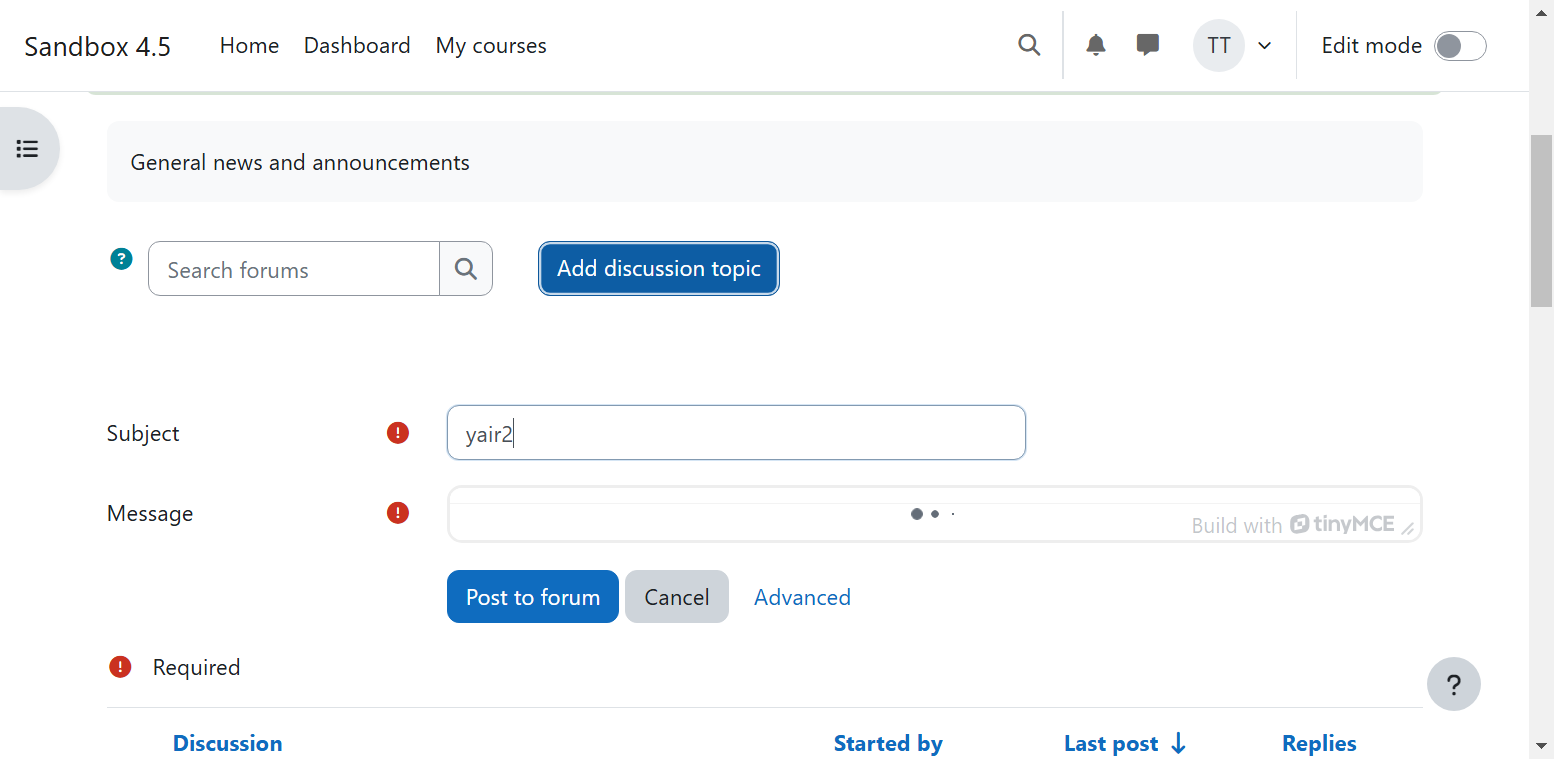 Sandbox 4.5 Home Dashboard My courses TT Edit mode
General news and announcements
? Search forums Add discussion topic
Subject ! yair2
Message !
Build with tinyMCE
Post to forum Cancel Advanced
! Required
?
Discussion Started by Last post ↓ Replies